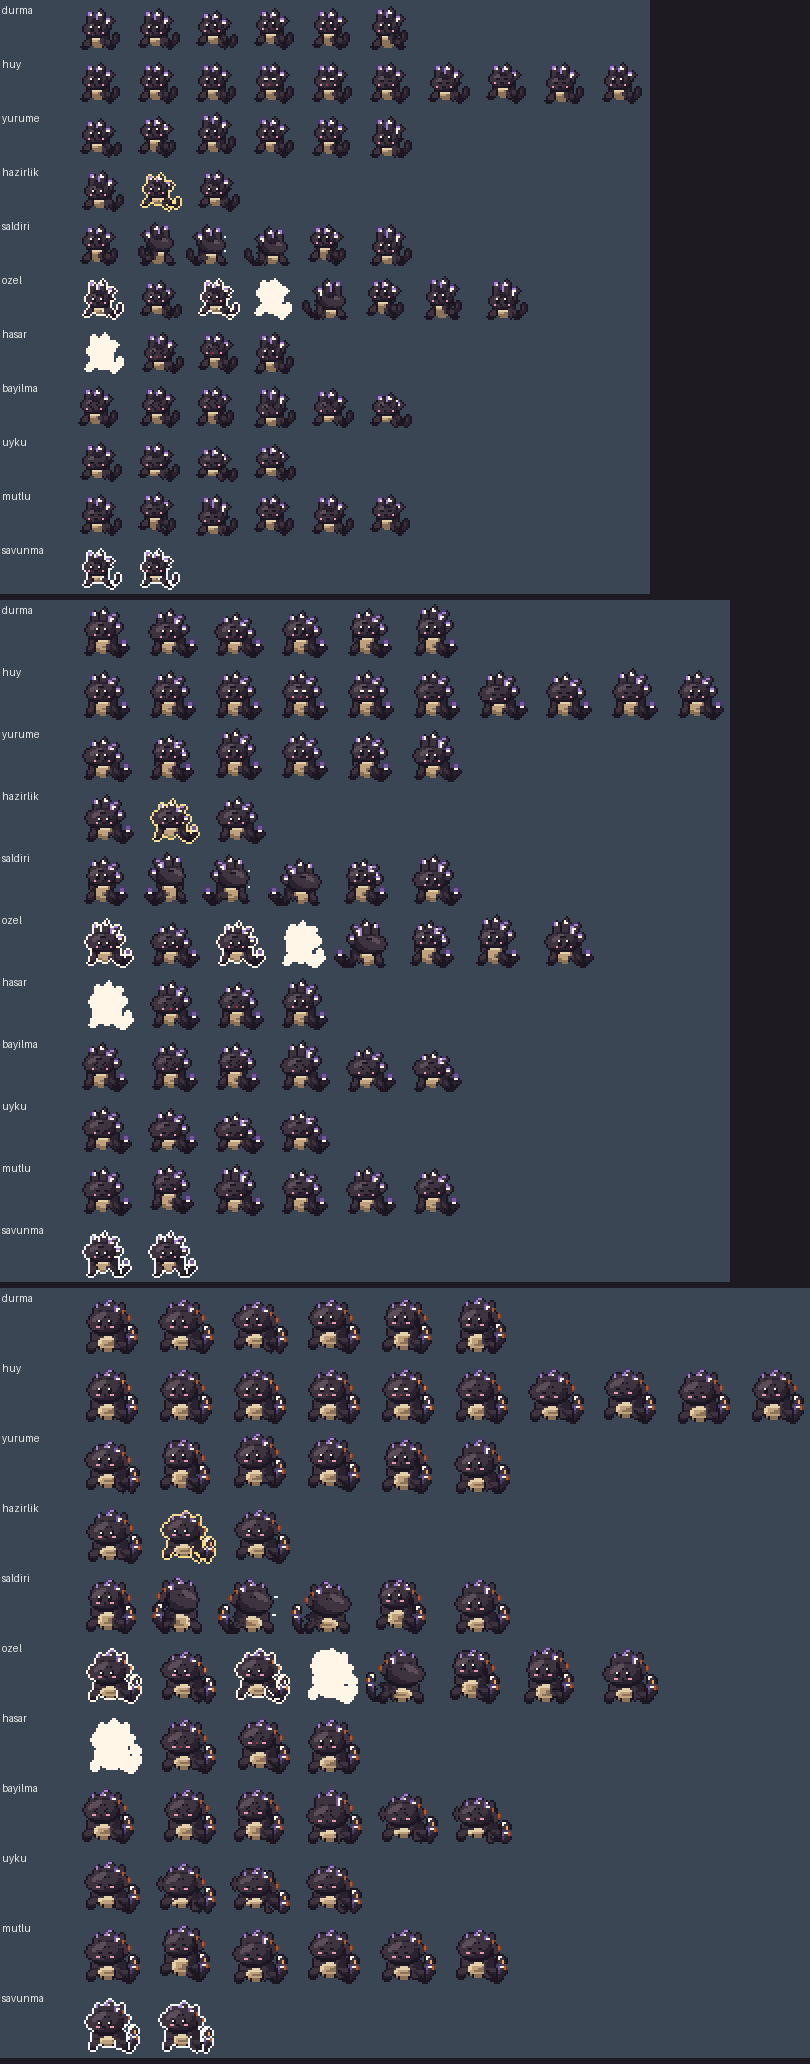 durma
huy
yurume
hazirlik
saldiri
ozel
hasar
bayilma
uyku
mutlu
savunma
durma
huy
yurume
hazirlik
saldiri
ozel
hasar
bayilma
uyku
mutlu
savunma
durma
huy
yurume
hazirlik
saldiri
ozel
hasar
bayilma
uyku
mutlu
savunma